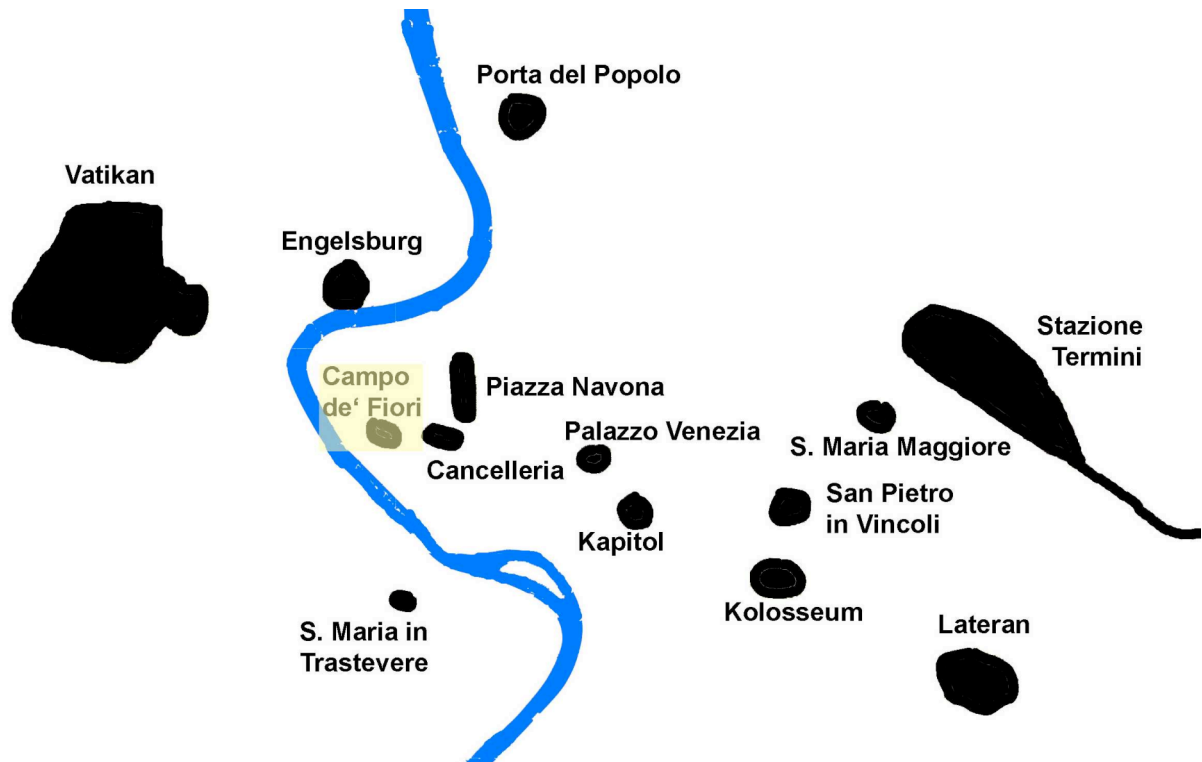 Porta del Popolo
Vatikan
Engelsburg
Stazione
Termini
Campo
de‘ Fiori
Piazza Navona
Palazzo Venezia
S. Maria Maggiore
Cancelleria
San Pietro
in Vincoli
Kapitol
Kolosseum
S. Maria in
Trastevere
Lateran